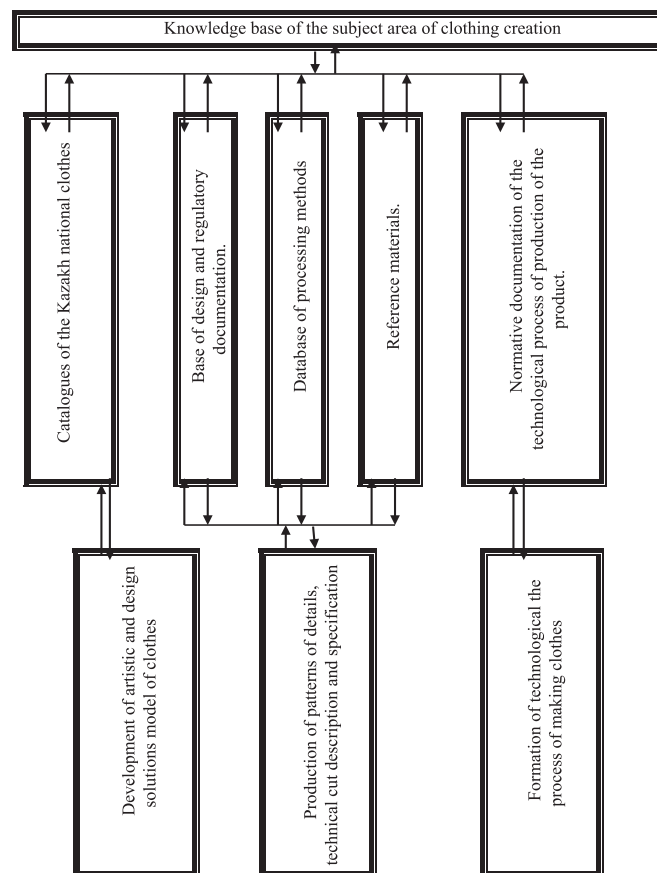 Knowledge base of the subject area of clothing creation
Catalogues of the Kazakh national clothes
Base of design and regulatory
documentation.
Database of processing methods
Reference materials.
Normative documentation of the
technological process of production of the
product.
Development of artistic and design
solutions model of clothes
Production of patterns of details,
technical cut description and specification
Formation of technological the
process of making clothes